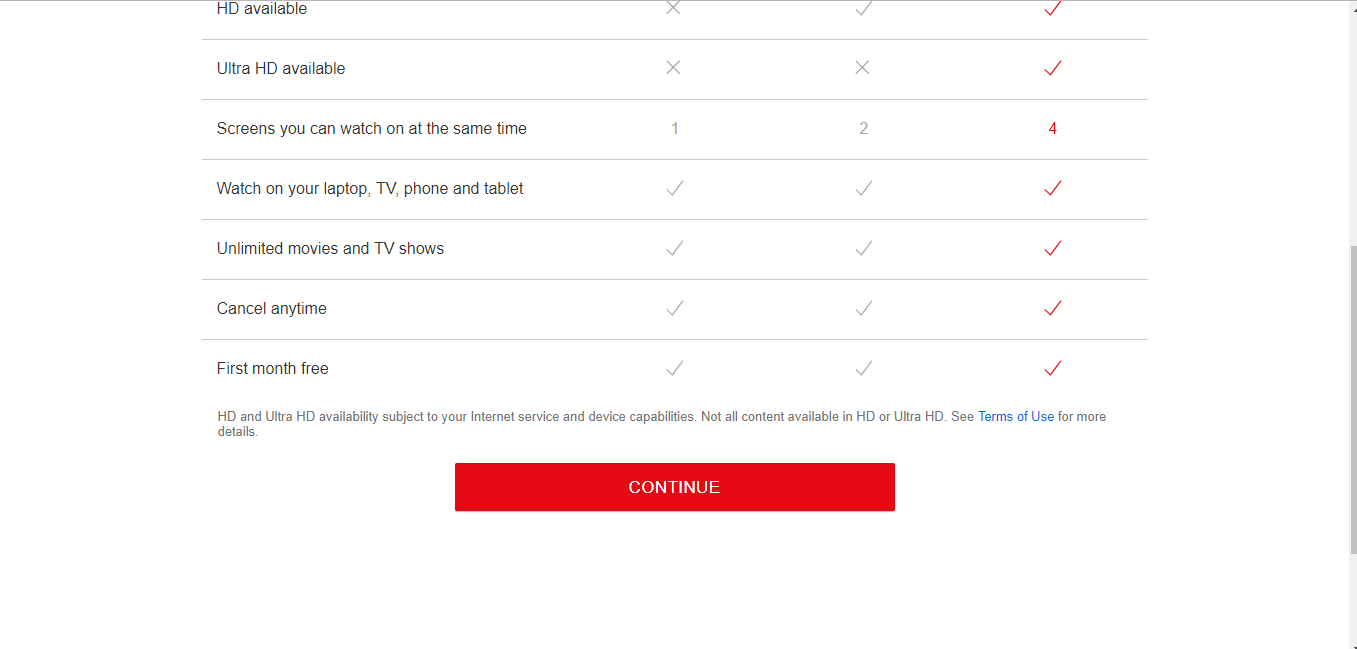 HD available
Ultra HD available
Screens you can watch on at the same time 1 2 4
Watch on your laptop, TV, phone and tablet
Unlimited movies and TV shows
Cancel anytime
First month free
HD and Ultra HD availability subject to your Internet service and device capabilities. Not all content available in HD or Ultra HD. See Terms of Use for more
details.
CONTINUE